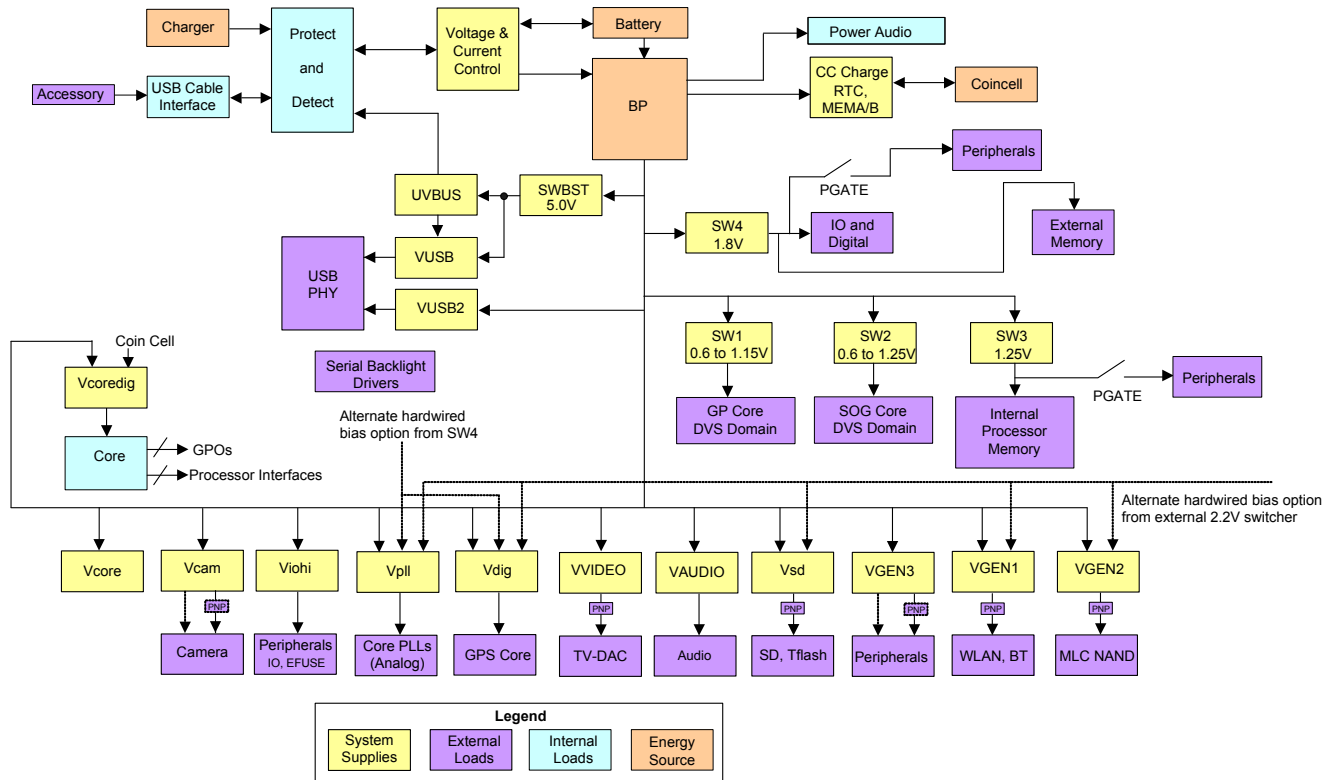 Charger
Protect
and
Detect
Voltage &
Current
Control
Battery
Power Audio
Accessory
USB Cable
Interface
BP
CC Charge
RTC,
MEMA/B
Coincell
Peripherals
PGATE
UVBUS
SWBST
5.0V
SW4
1.8V
IO and
Digital
External
Memory
USB
PHY
VUSB
VUSB2
Coin Cell
Vcoredig
Serial Backlight
Drivers
SW1
0.6 to 1.15V
SW2
0.6 to 1.25V
SW3
1.25V
Peripherals
PGATE
GP Core
DVS Domain
SOG Core
DVS Domain
Internal
Processor
Memory
Alternate hardwired
bias option from SW4
Core
GPOs
Processor Interfaces
Alternate hardwired bias option
from external 2.2V switcher
Vcore
Vcam
Viohi
Vpll
Vdig
VVIDEO
VAUDIO
Vsd
VGEN3
VGEN1
VGEN2
PNP
PNP
PNP
PNP
PNP
PNP
Camera
Peripherals
IO, EFUSE
Core PLLs
(Analog)
GPS Core
TV-DAC
Audio
SD, Tflash
Peripherals
WLAN, BT
MLC NAND
Legend
System
Supplies
External
Loads
Internal
Loads
Energy
Source